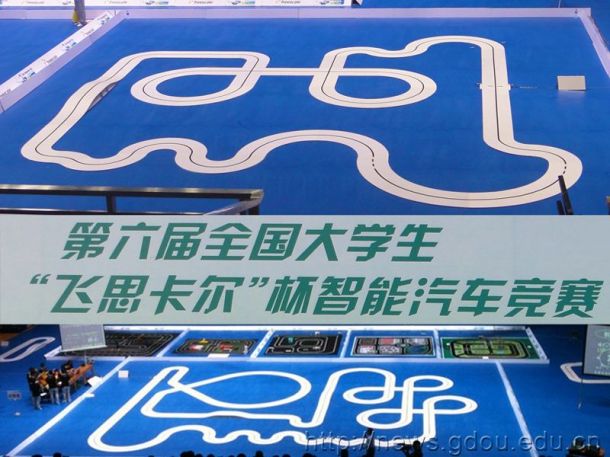 第六届全国大学生
“飞思卡尔”杯智能汽车竞赛
http://news.gdou.edu.cn